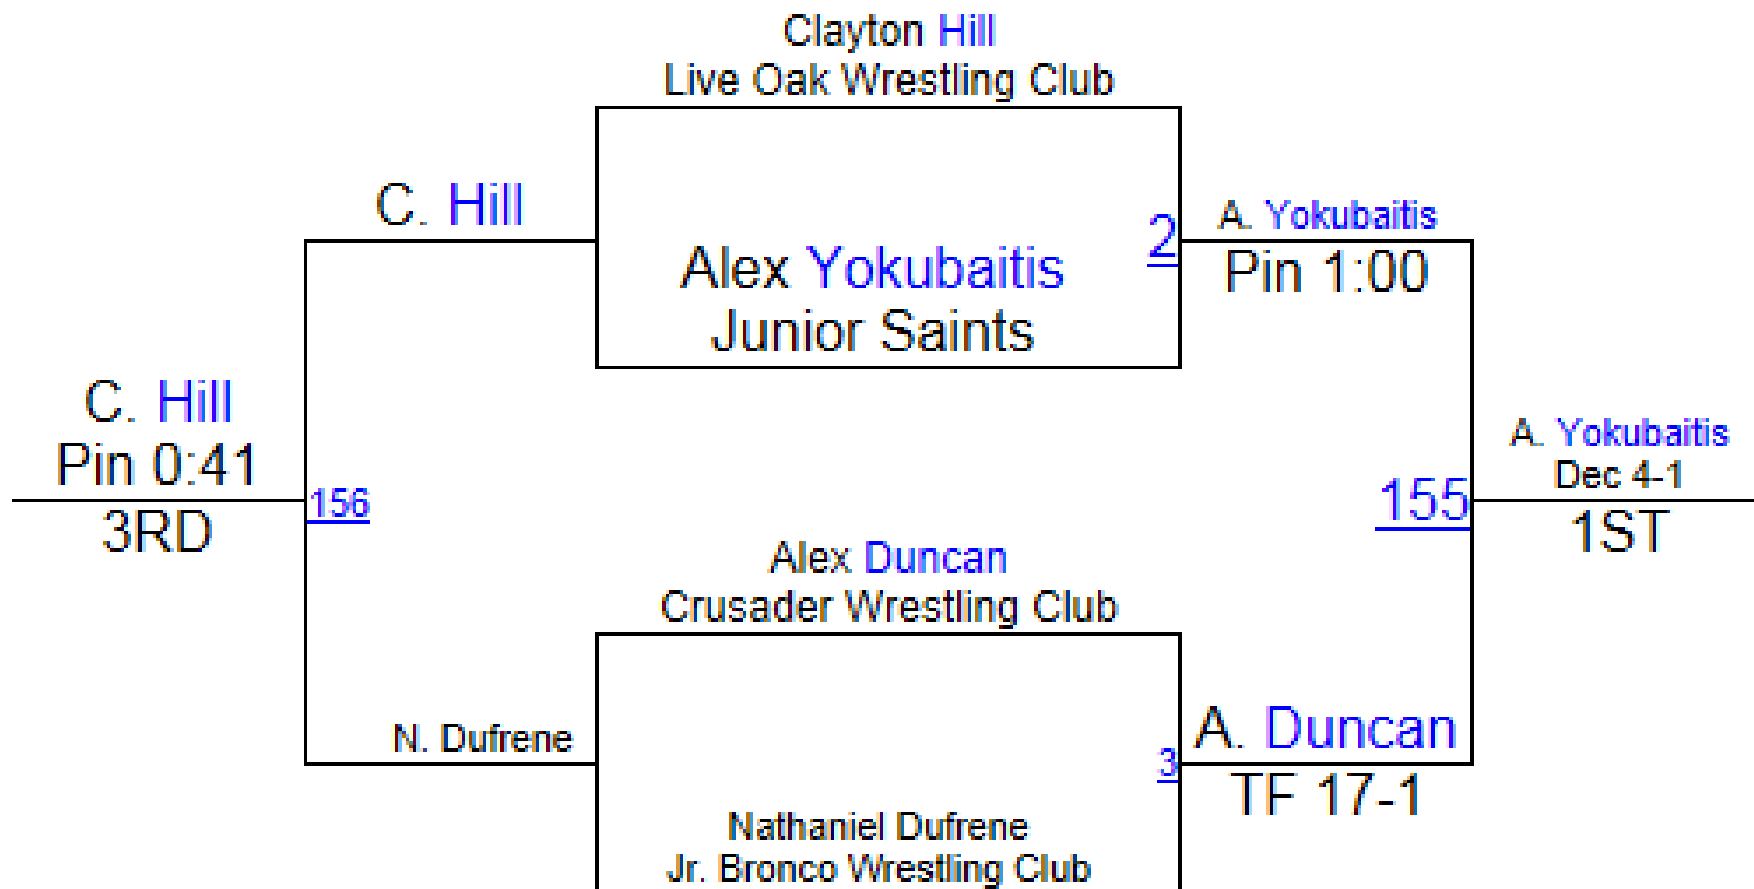 Clayton Hill
Live Oak Wrestling Club
C. Hill
2
A. Yokubaitis
Pin 1:00
Alex Yokubaitis
Junior Saints
C. Hill
Pin 0:41
3RD
156
155
A. Yokubaitis
Dec 4-1
1ST
Alex Duncan
Crusader Wrestling Club
N. Dufrene
3
A. Duncan
TF 17-1
Nathaniel Dufrene
Jr. Bronco Wrestling Club